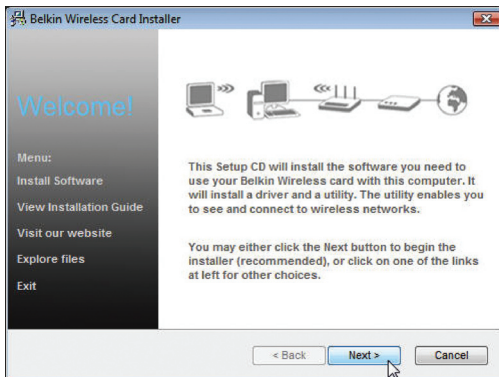 Belkin Wireless Card Installer
Welcome!
Menu:
Install Software
View Installation Guide
Visit our website
Explore files
Exit
This Setup CD will install the software you need to
use your Belkin Wireless card with this computer. It
will install a driver and a utility. The utility enables you
to see and connect to wireless networks.
You may either click the Next button to begin the
installer (recommended), or click on one of the links
at left for other choices.
< Back
Next >
Cancel